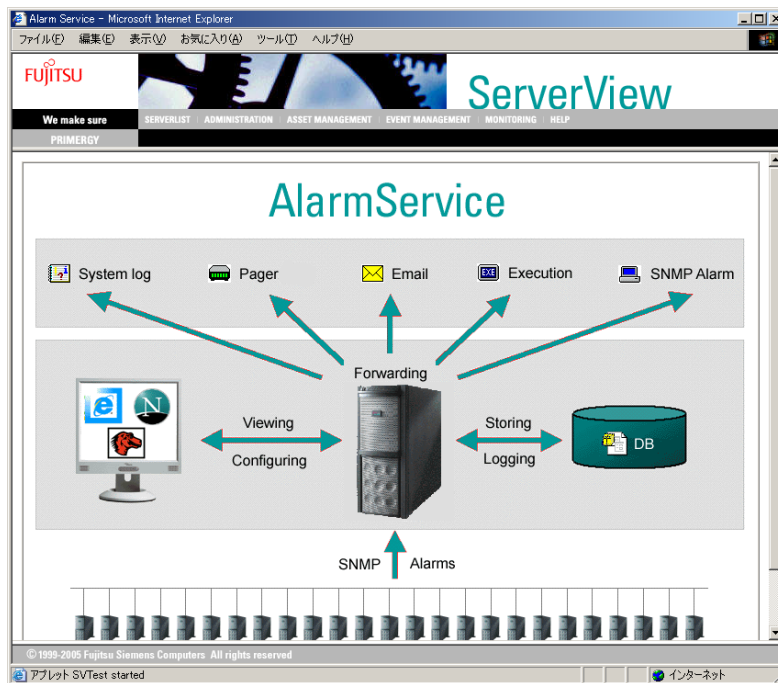 Alarm Service - Microsoft Internet Explorer
ファイル(F) 編集(E) 表示(V) お気に入り(A) ツール(T) ヘルプ(H)
FUJITSU
ServerView
We make sure
SERVERLIST | ADMINISTRATION | ASSET MANAGEMENT | EVENT MANAGEMENT | MONITORING | HELP
PRIMERGY
AlarmService
System log
Pager
Email
EXE
Execution
SNMP Alarm
Forwarding
Viewing
Configuring
Storing
Logging
DB
SNMP Alarms
© 1999-2005 Fujitsu Siemens Computers All rights reserved
アプレット SVTest started
インターネット